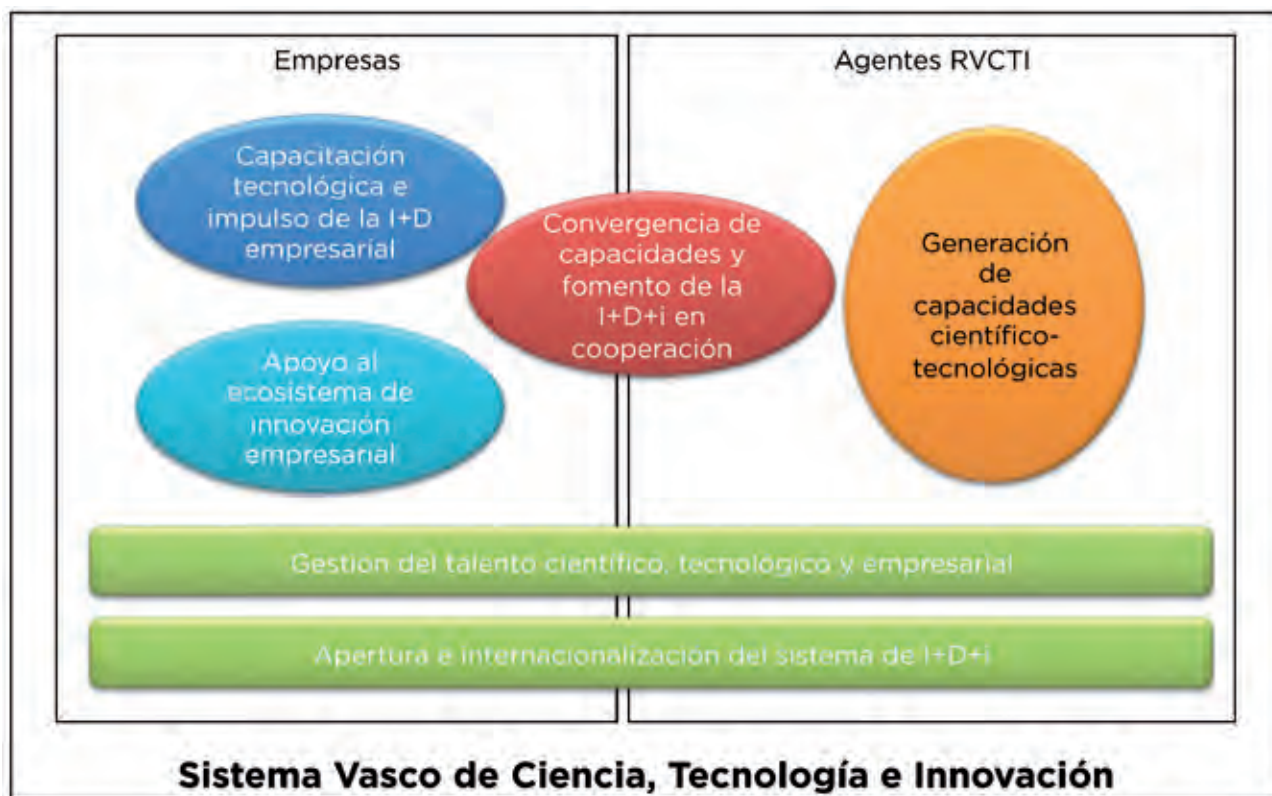 Empresas
Capacitación
tecnológica e
impulso de la I+D
empresarial
Apoyo al
ecosistema de
innovación
empresarial
Convergencia de
capacidades y
fomento de la
I+D+i en
cooperación
Agentes RVCTI
Generación
de
capacidades
científico-
tecnológicas
Gestión del talento científico, tecnológico y empresarial
Apertura e internacionalización del sistema de I+D+i
Sistema Vasco de Ciencia, Tecnología e Innovación